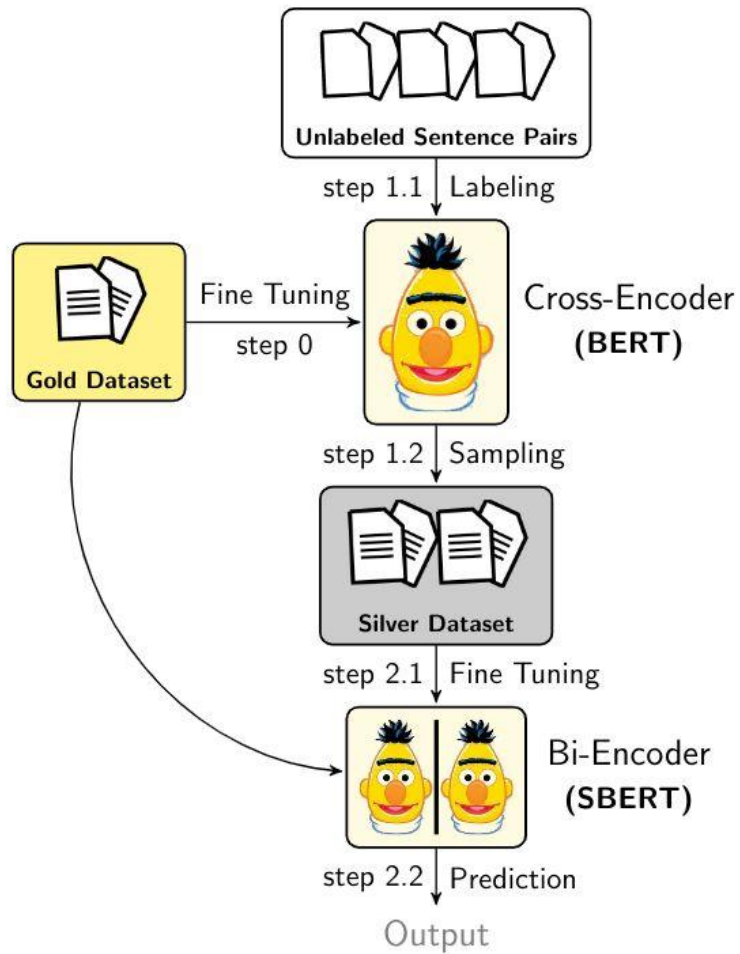 Unlabeled Sentence Pairs
step 1.1 Labeling
Fine Tuning
step 0
Gold Dataset
Cross-Encoder
(BERT)
step 1.2 Sampling
Silver Dataset
step 2.1 Fine Tuning
Bi-Encoder
(SBERT)
step 2.2 Prediction
Output